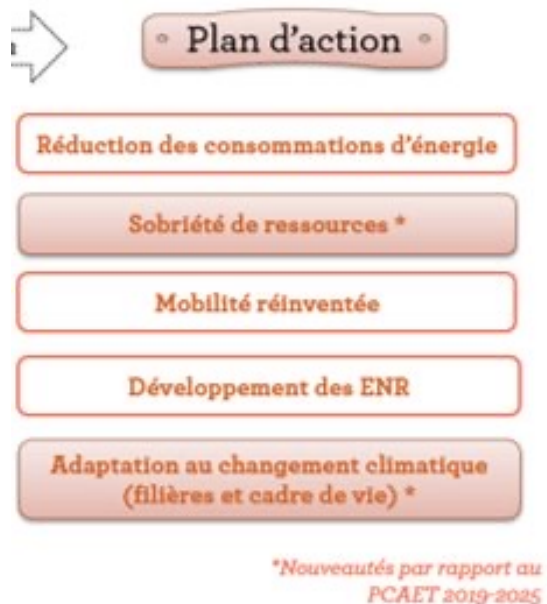 Plan d'action
Réduction des consommations d'énergie
Sobriété de ressources *
Mobilité réinventée
Développement des ENR
Adaptation au changement climatique
(filières et cadre de vie) *
*Nouveautés par rapport au
PCAET 2019-2025